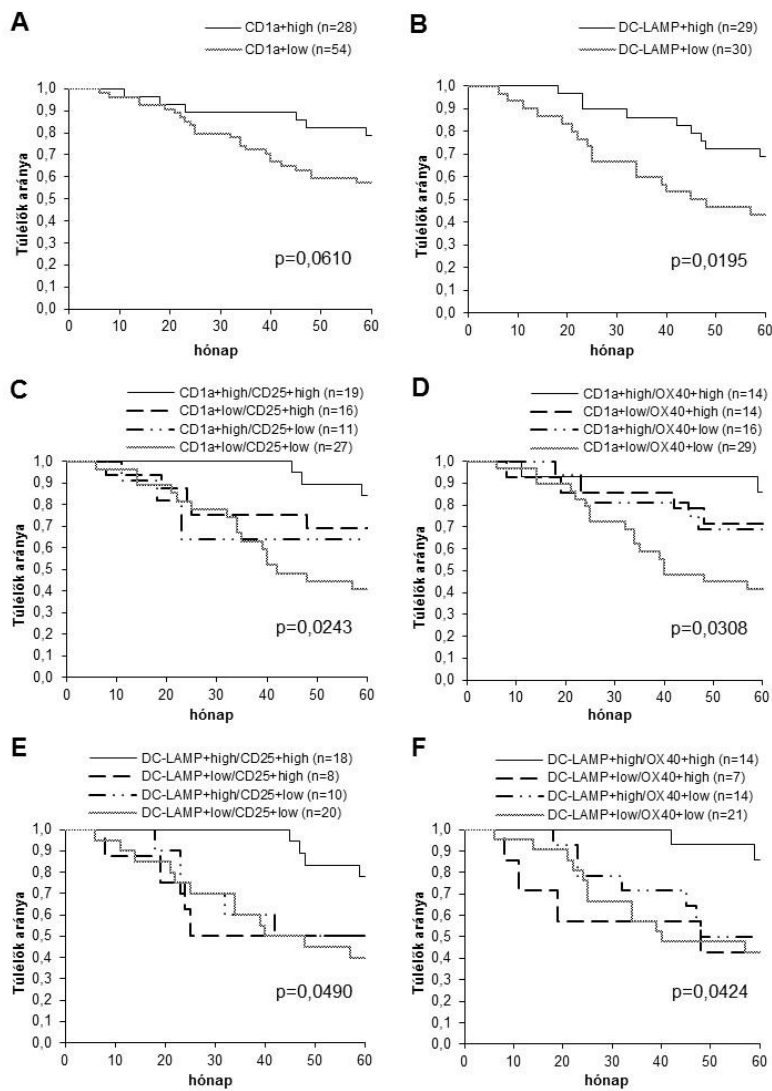 A
CD1a+high (n=28)
CD1a+low (n=54)
1,0
0,9
0,8
0,7
0,6
0,5
0,4
0,3
0,2
0,1
0,0
Túlélők aránya
p=0,0610
0 10 20 30 40 50 60
hónap
B
DC-LAMP+high (n=29)
DC-LAMP+low (n=30)
1,0
0,9
0,8
0,7
0,6
0,5
0,4
0,3
0,2
0,1
0,0
Túlélők aránya
p=0,0195
0 10 20 30 40 50 60
hónap
C
CD1a+high/CD25+high (n=19)
CD1a+low/CD25+high (n=16)
CD1a+high/CD25+low (n=11)
CD1a+low/CD25+low (n=27)
1,0
0,9
0,8
0,7
0,6
0,5
0,4
0,3
0,2
0,1
0,0
Túlélők aránya
p=0,0243
0 10 20 30 40 50 60
hónap
D
CD1a+high/OX40+high (n=14)
CD1a+low/OX40+high (n=14)
CD1a+high/OX40+low (n=16)
CD1a+low/OX40+low (n=29)
1,0
0,9
0,8
0,7
0,6
0,5
0,4
0,3
0,2
0,1
0,0
Túlélők aránya
p=0,0308
0 10 20 30 40 50 60
hónap
E
DC-LAMP+high/CD25+high (n=18)
DC-LAMP+low/CD25+high (n=8)
DC-LAMP+high/CD25+low (n=10)
DC-LAMP+low/CD25+low (n=20)
1,0
0,9
0,8
0,7
0,6
0,5
0,4
0,3
0,2
0,1
0,0
Túlélők aránya
p=0,0490
0 10 20 30 40 50 60
hónap
F
DC-LAMP+high/OX40+high (n=14)
DC-LAMP+low/OX40+high (n=7)
DC-LAMP+high/OX40+low (n=14)
DC-LAMP+low/OX40+low (n=21)
1,0
0,9
0,8
0,7
0,6
0,5
0,4
0,3
0,2
0,1
0,0
Túlélők aránya
p=0,0424
0 10 20 30 40 50 60
hónap